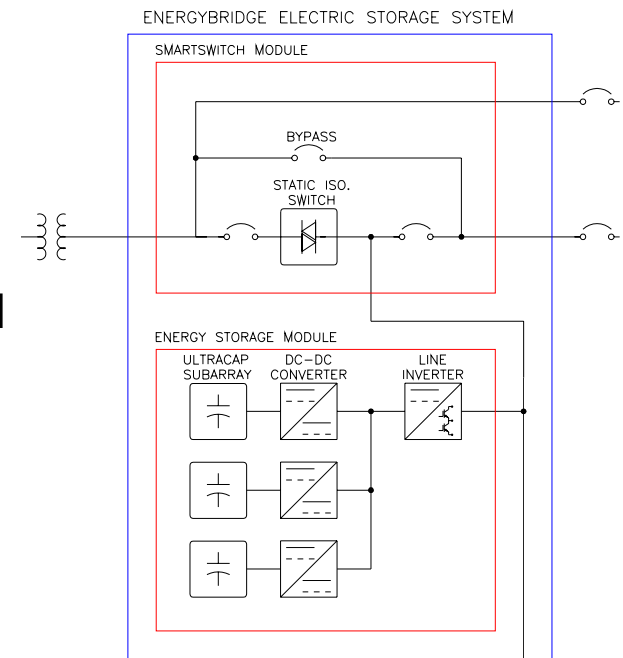 ENERGYBRIDGE ELECTRIC STORAGE SYSTEM
SMARTSWITCH MODULE
BYPASS
STATIC ISO.
SWITCH
ENERGY STORAGE MODULE
ULTRACAP
SUBARRAY
DC-DC
CONVERTER
LINE
INVERTER